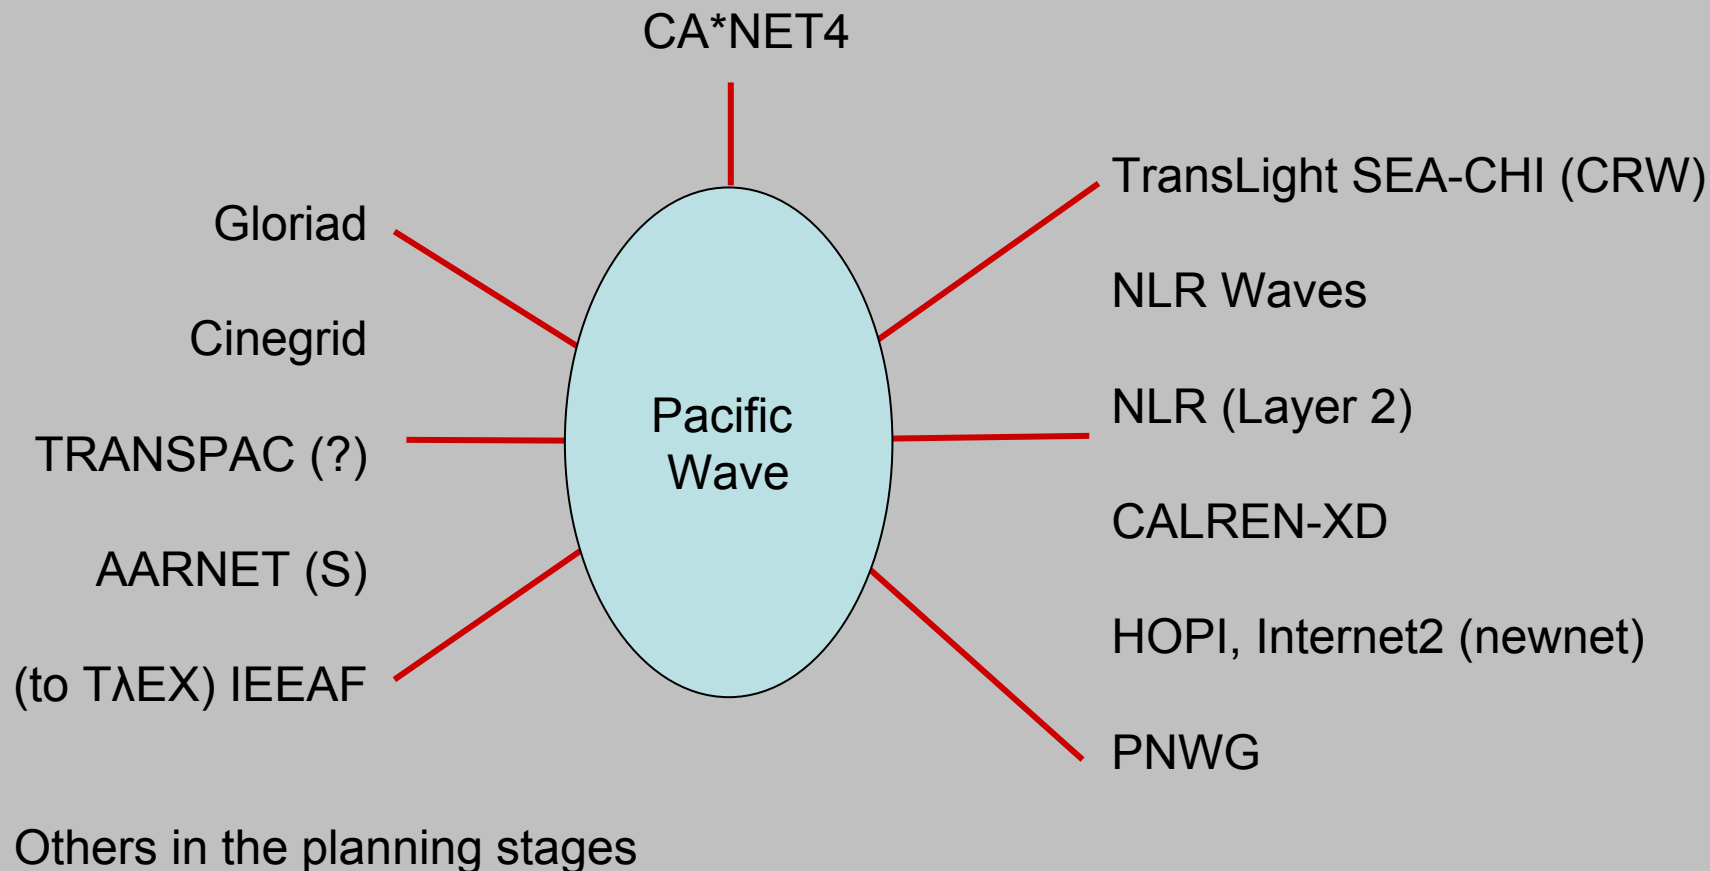 CA*NET4
Gloriad
Cinegrid
TRANSPAC (?)
AARNET (S)
(to TλEX) IEEAF
Pacific
Wave
TransLight SEA-CHI (CRW)
NLR Waves
NLR (Layer 2)
CALREN-XD
HOPI, Internet2 (newnet)
PNWG
Others in the planning stages